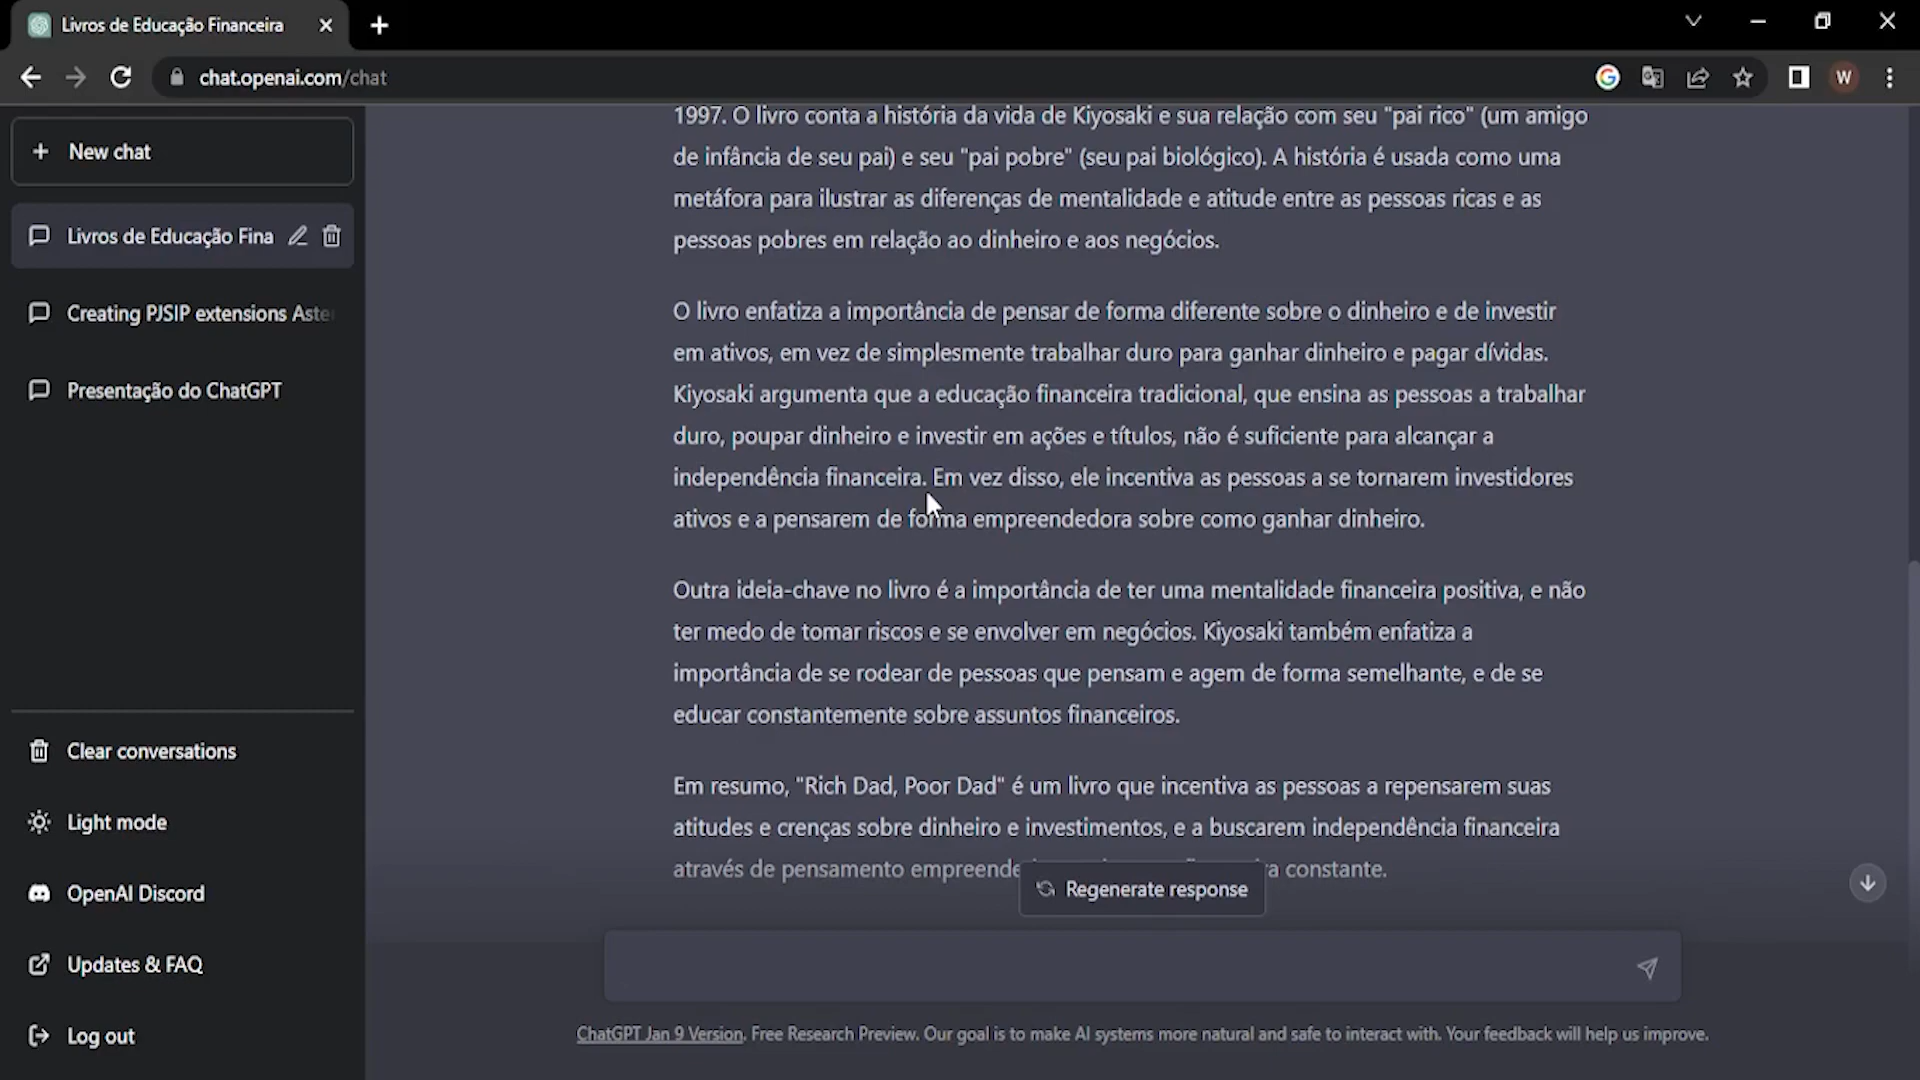 Livros de Educação Financeira
chat.openai.com/chat
W
New chat
Livros de Educação Fina
Creating PJSIP extensions Aste
Presentação do ChatGPT
Clear conversations
Light mode
OpenAI Discord
Updates & FAQ
Log out
1997. O livro conta a história da vida de Kiyosaki e sua relação com seu "pai rico" (um amigo
de infância de seu pai) e seu "pai pobre" (seu pai biológico). A história é usada como uma
metáfora para ilustrar as diferenças de mentalidade e atitude entre as pessoas ricas e as
pessoas pobres em relação ao dinheiro e aos negócios.
O livro enfatiza a importância de pensar de forma diferente sobre o dinheiro e de investir
em ativos, em vez de simplesmente trabalhar duro para ganhar dinheiro e pagar dívidas.
Kiyosaki argumenta que a educação financeira tradicional, que ensina as pessoas a trabalhar
duro, poupar dinheiro e investir em ações e títulos, não é suficiente para alcançar a
independência financeira. Em vez disso, ele incentiva as pessoas a se tornarem investidores
ativos e a pensarem de forma empreendedora sobre como ganhar dinheiro.
Outra ideia-chave no livro é a importância de ter uma mentalidade financeira positiva, e não
ter medo de tomar riscos e se envolver em negócios. Kiyosaki também enfatiza a
importância de se rodear de pessoas que pensam e agem de forma semelhante, e de se
educar constantemente sobre assuntos financeiros.
Em resumo, "Rich Dad, Poor Dad" é um livro que incentiva as pessoas a repensarem suas
atitudes e crenças sobre dinheiro e investimentos, e a buscarem independência financeira
através de pensamento empreende constante.
Regenerate response
ChatGPT Jan 9 Version. Free Research Preview. Our goal is to make AI systems more natural and safe to interact with. Your feedback will help us improve.